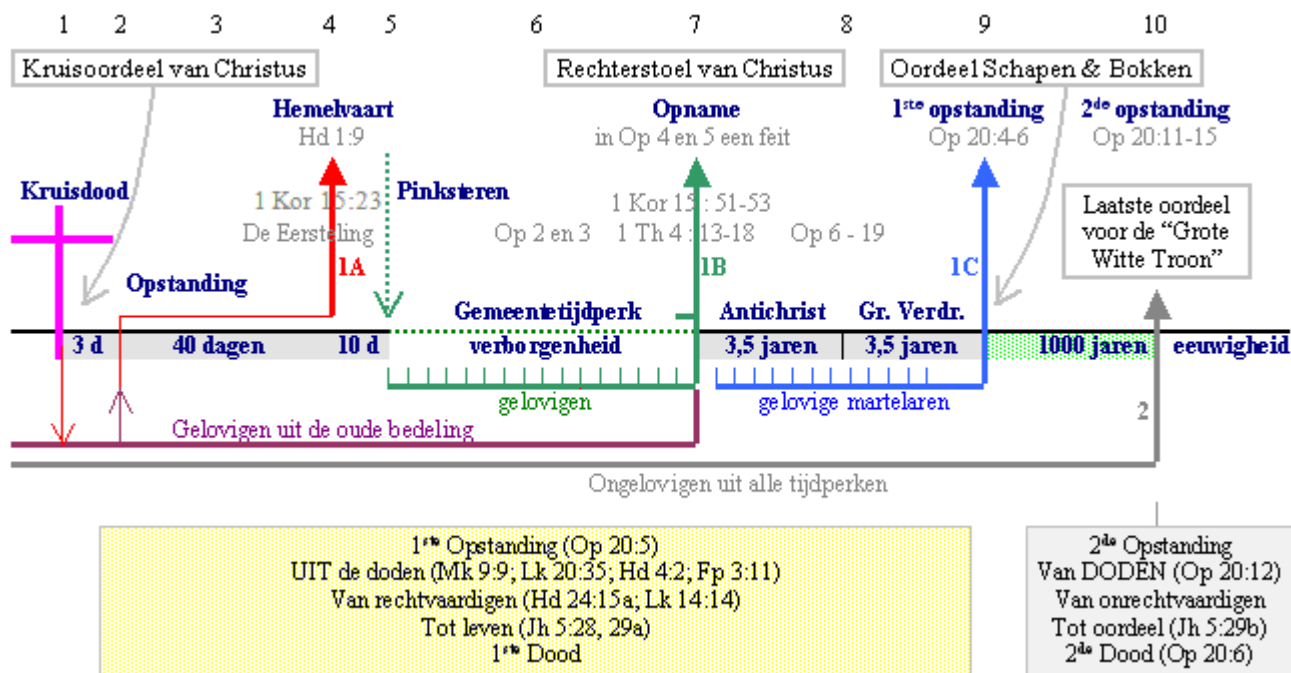 1 2 3 4 5 6 7 8 9 10
Kruisoordeel van Christus Rechterstoel van Christus Oordeel Schapen & Bokken
Hemelvaart Opname 1ste opstanding 2de opstanding
Hd 1:9 in Op 4 en 5 een feit Op 20:4-6 Op 20:11-15
Kruisdood Pinksteren
1 Kor 15:23 1 Kor 15 : 51-53
De Eersteling Op 2 en 3 1 Th 4 : 13-18 Op 6 - 19
Laatste oordeel
voor de “Grote
Witte Troon”
1A 1B 1C
Opstanding
Gemeentetijdperk Antichrist Gr. Verdr.
3 d 40 dagen 10 d verborgenheid 3,5 jaren 3,5 jaren 1000 jaren eeuwigheid
gelovigen gelovige martelaren 2
Gelovigen uit de oude bedeling
Ongelovigen uit alle tijdperken
1ste Opstanding (Op 20:5)
UIT de doden (Mk 9:9; Lk 20:35; Hd 4:2; Fp 3:11)
Van rechtvaardigen (Hd 24:15a; Lk 14:14)
Tot leven (Jh 5:28, 29a)
1ste Dood
2de Opstanding
Van DODEN (Op 20:12)
Van onrechtvaardigen
Tot oordeel (Jh 5:29b)
2de Dood (Op 20:6)